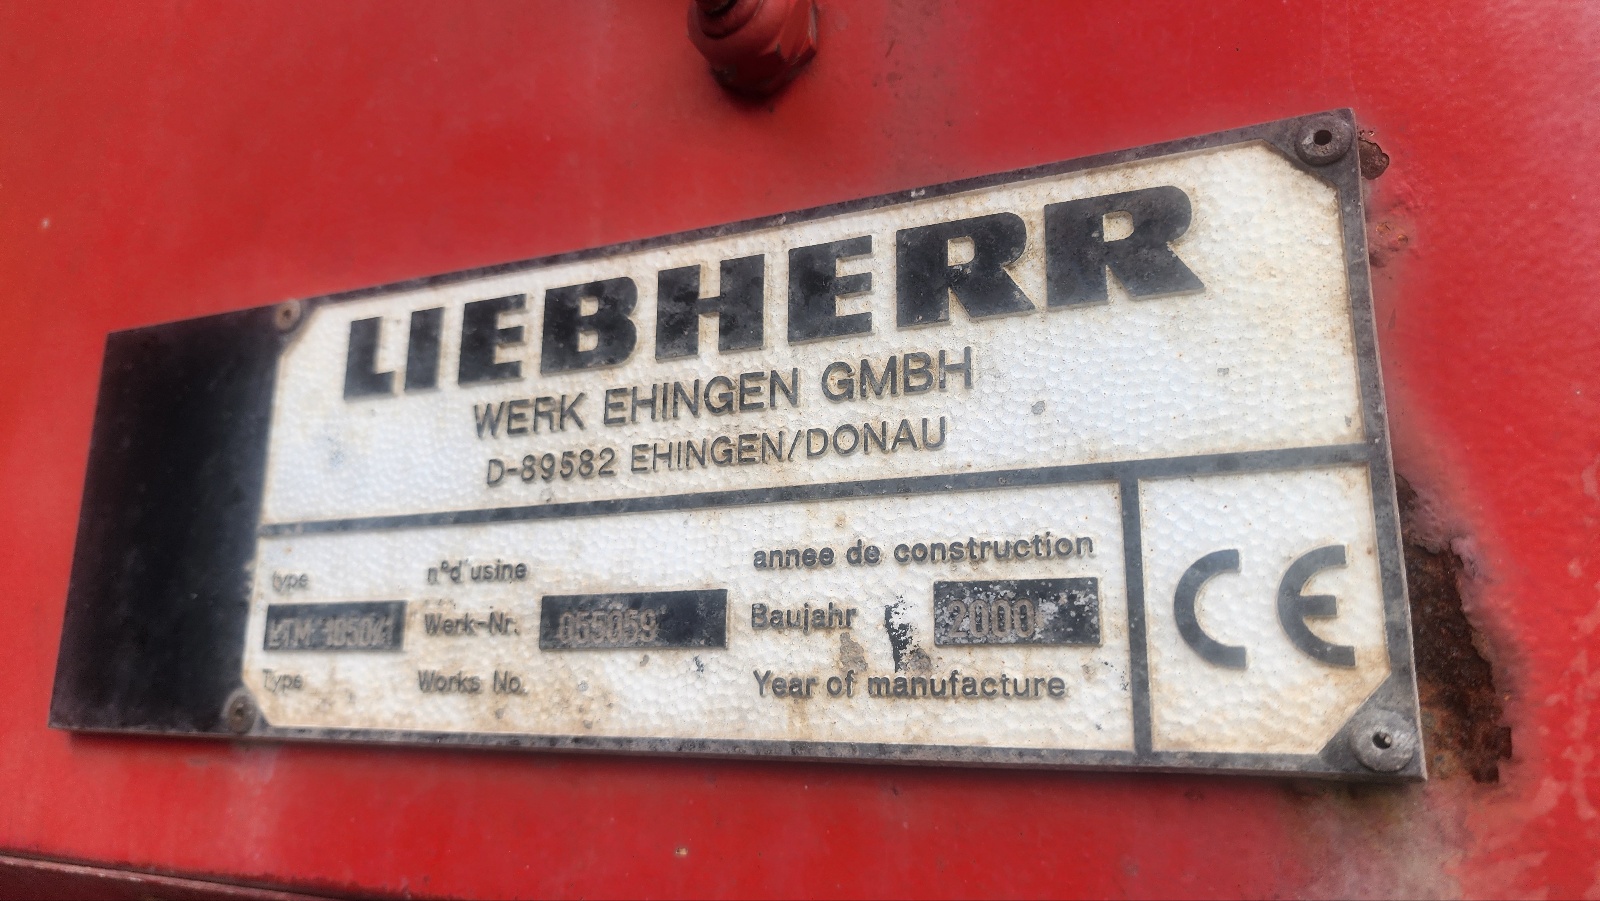 LIEBHERR
WERK EHINGEN GMBH
D-89582 EHINGEN/DONAU
type n°d'usine annee de construction
Werk-Nr. 055059 Baujahr 2000
Type Works No. Year of manufacture
CE